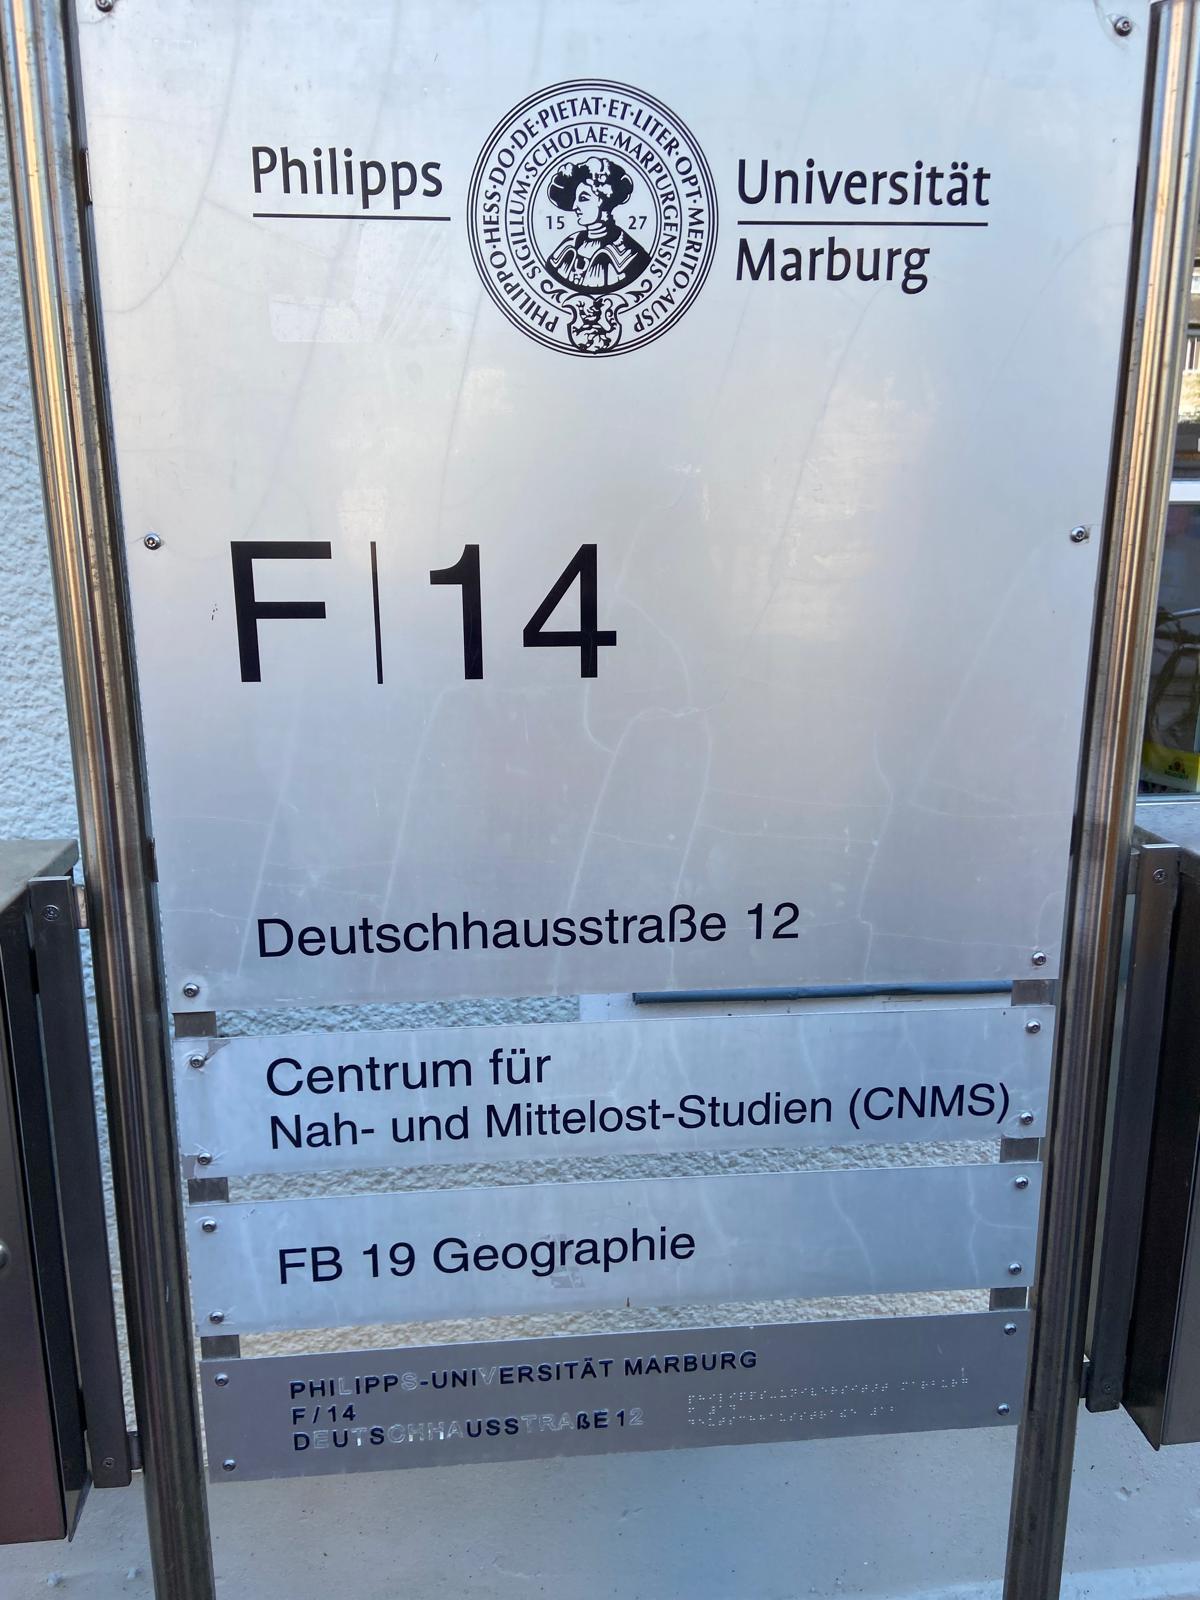 Philipps
Universität
Marburg
PHILIPPO·HESS·DO·DE·PIETAT·ET·LITER·OPT·MERITO·AUSP
SIGILLUM·SCHOLAE·MARPURGENSIS
15 27
F|14
Deutschhausstraße 12
Centrum für
Nah- und Mittelost-Studien (CNMS)
FB 19 Geographie
PHILIPPS-UNIVERSITÄT MARBURG
F/14
DEUTSCHHAUSSTRAßE 12